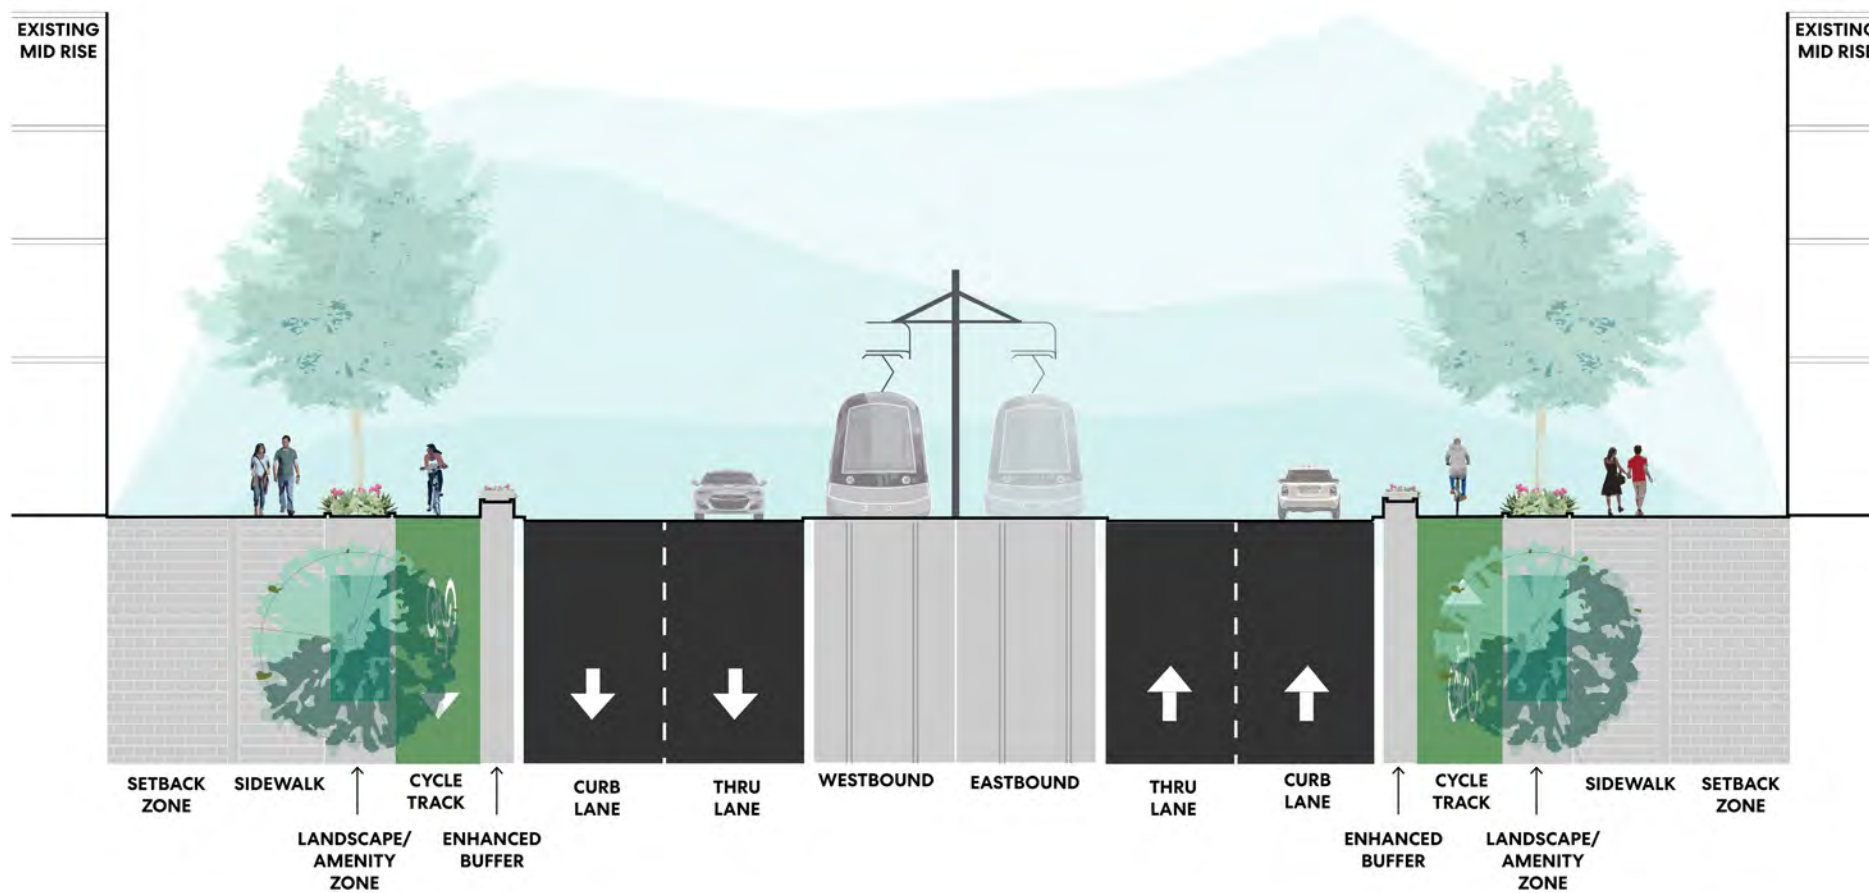 EXISTING
MID RISE
EXISTING
MID RISE
SETBACK
ZONE
SIDEWALK
LANDSCAPE/
AMENITY
ZONE
CYCLE
TRACK
ENHANCED
BUFFER
CURB
LANE
THRU
LANE
WESTBOUND
EASTBOUND
THRU
LANE
CURB
LANE
ENHANCED
BUFFER
CYCLE
TRACK
LANDSCAPE/
AMENITY
ZONE
SIDEWALK
SETBACK
ZONE